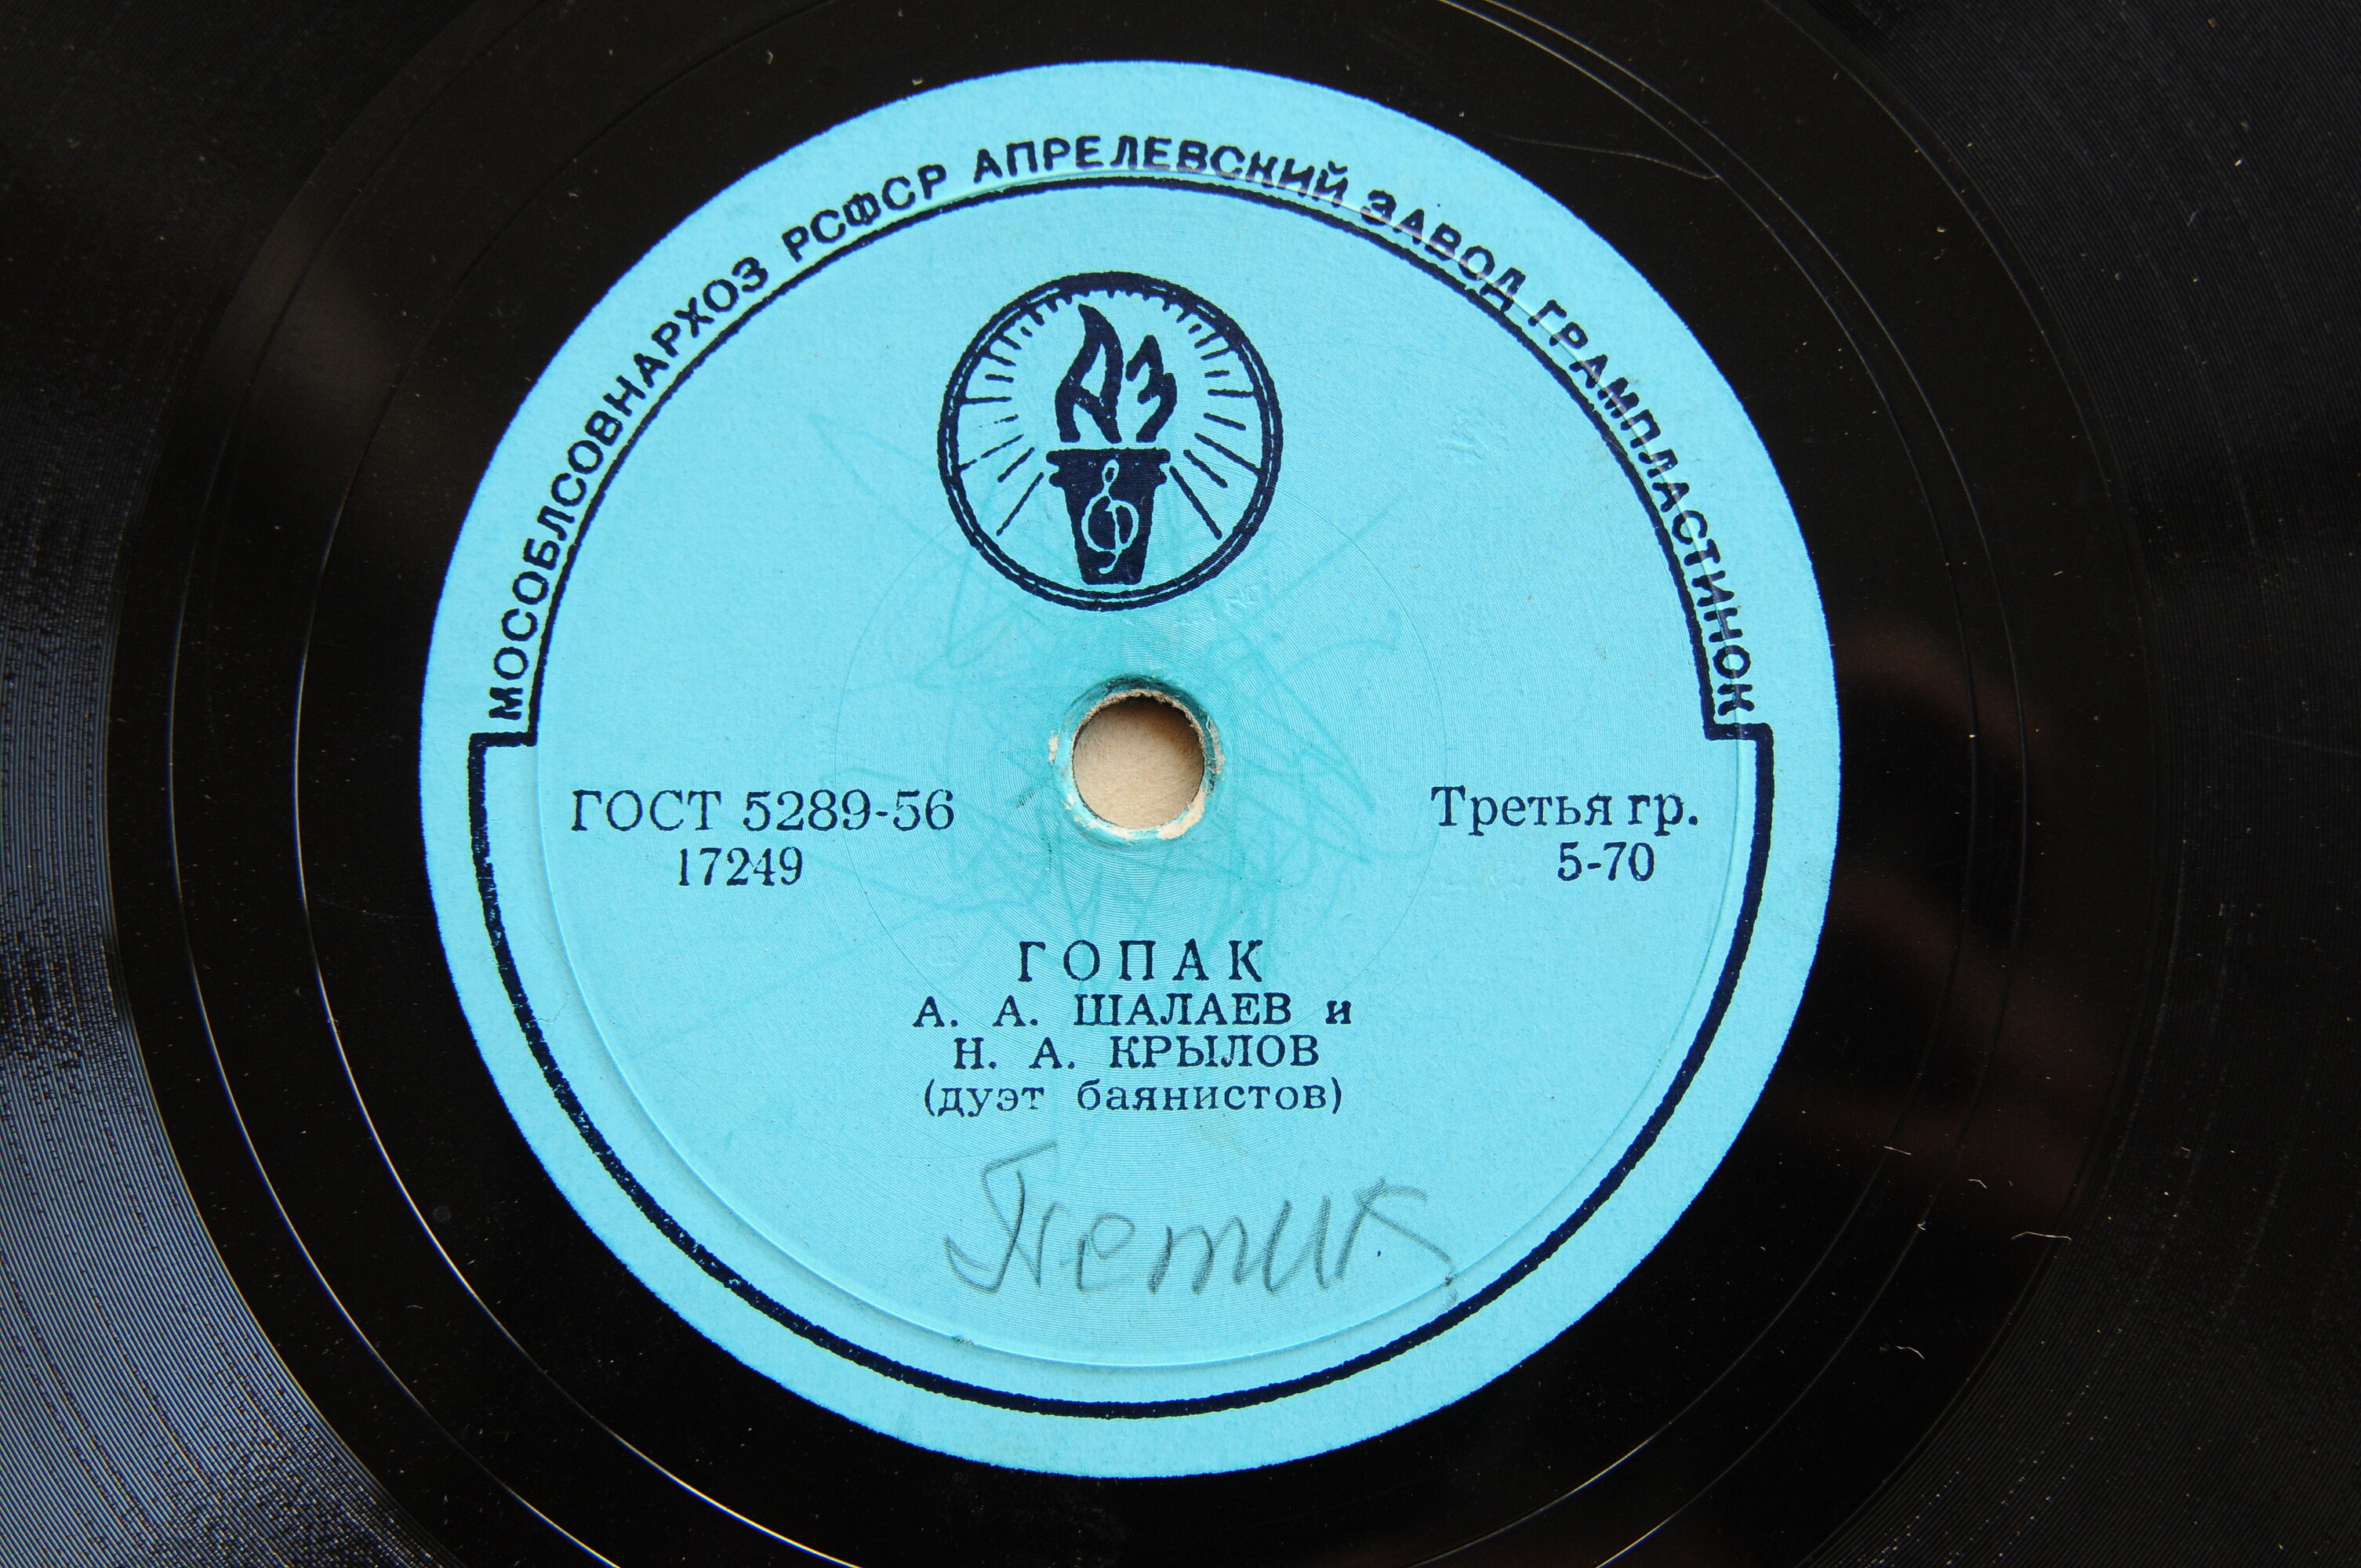 МОСОБЛСОВНАРХОЗ РСФСР АПРЕЛЕВСКИЙ ЗАВОД ГРАМПЛАСТИНОК
АЗ
ГОСТ 5289-56
17249
Третья гр.
5-70
ГОПАК
А. А. ШАЛАЕВ и
Н. А. КРЫЛОВ
(дуэт баянистов)